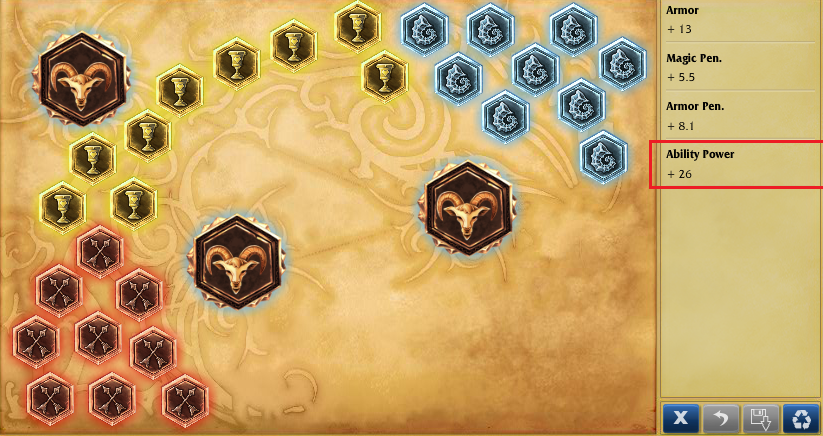 Armor
+ 13
Magic Pen.
+ 5.5
Armor Pen.
+ 8.1
Ability Power
+ 26
X